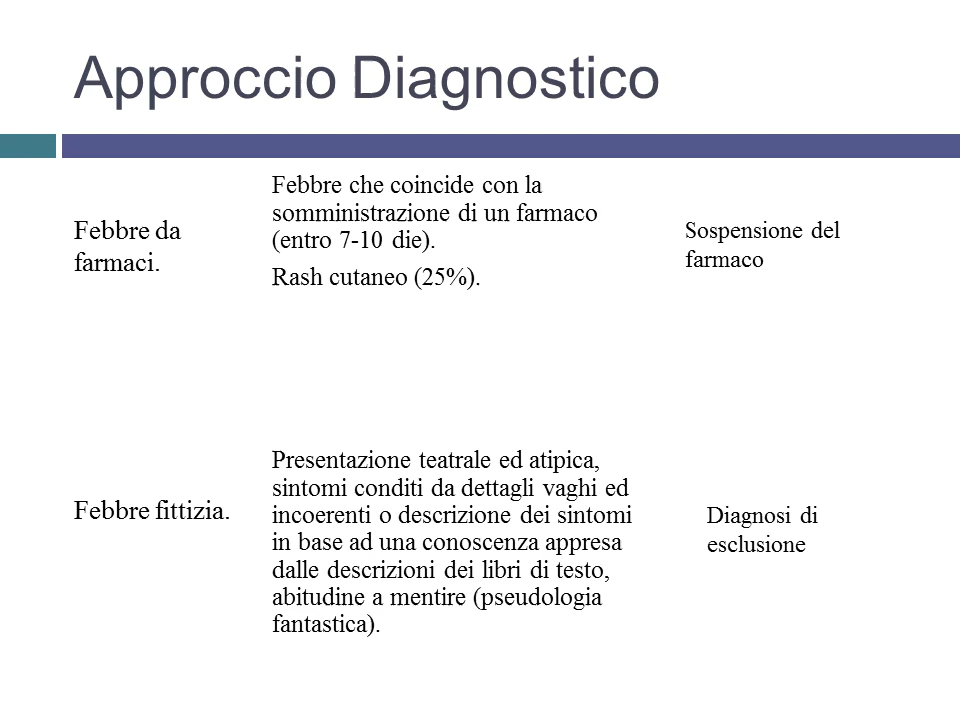 Approccio Diagnostico
Febbre da
farmaci.
Febbre che coincide con la
somministrazione di un farmaco
(entro 7-10 die).
Rash cutaneo (25%).
Sospensione del
farmaco
Febbre fittizia.
Presentazione teatrale ed atipica,
sintomi conditi da dettagli vaghi ed
incoerenti o descrizione dei sintomi
in base ad una conoscenza appresa
dalle descrizioni dei libri di testo,
abitudine a mentire (pseudologia
fantastica).
Diagnosi di
esclusione